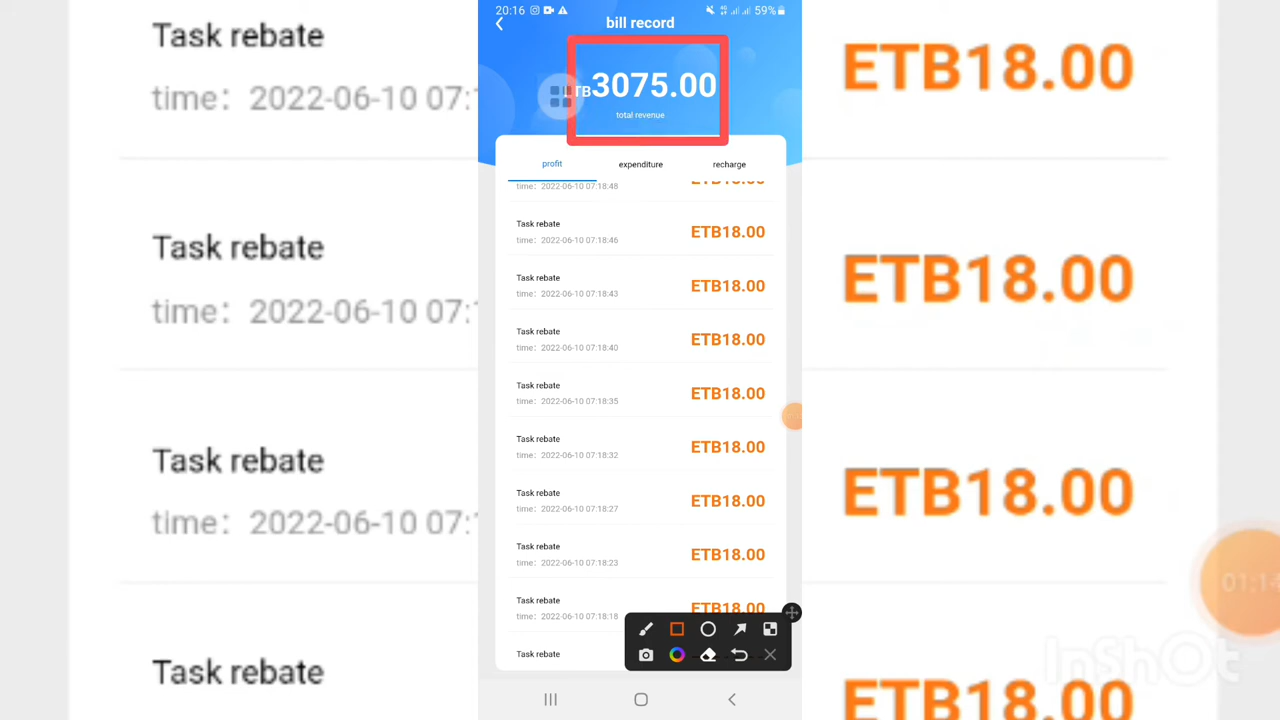 20:16
59%
bill record
3075.00
total revenue
profit
expenditure
recharge
time: 2022-06-10 07:18:48
ETB18.00
Task rebate
ETB18.00
time: 2022-06-10 07:18:46
Task rebate
ETB18.00
time: 2022-06-10 07:18:43
Task rebate
ETB18.00
time: 2022-06-10 07:18:40
Task rebate
ETB18.00
time: 2022-06-10 07:18:35
Task rebate
ETB18.00
time: 2022-06-10 07:18:32
Task rebate
ETB18.00
time: 2022-06-10 07:18:27
Task rebate
ETB18.00
time: 2022-06-10 07:18:23
Task rebate
ETB18.00
time: 2022-06-10 07:18:18
Task rebate
Task rebate
ETB18.00
time: 2022-06-10 07:
Task rebate
ETB18.00
time: 2022-06-10 07:
Task rebate
ETB18.00
time: 2022-06-10 07:
Task rebate
ETB18.00
01:14
InShOt